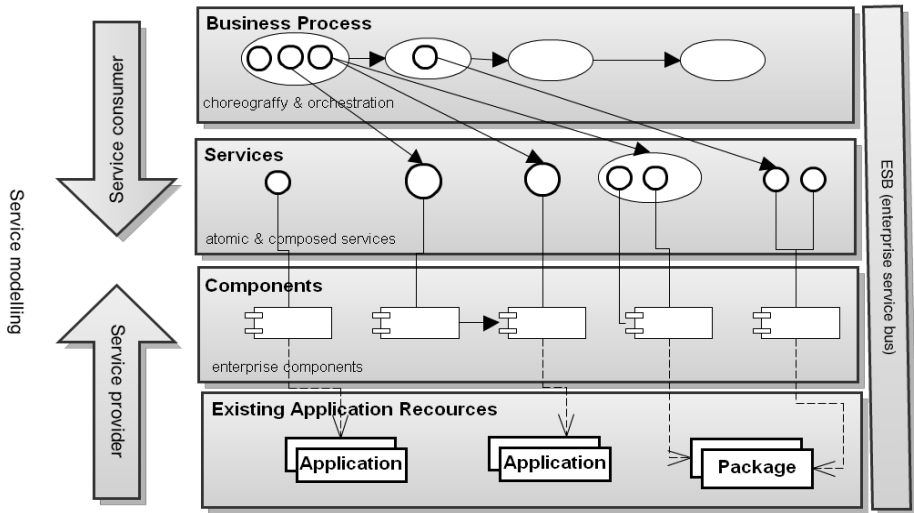 Business Process
choreograffy & orchestration
Services
atomic & composed services
Components
enterprise components
Existing Application Recources
Application
Application
Package
Service modelling
Service consumer
Service provider
ESB (enterprise service bus)